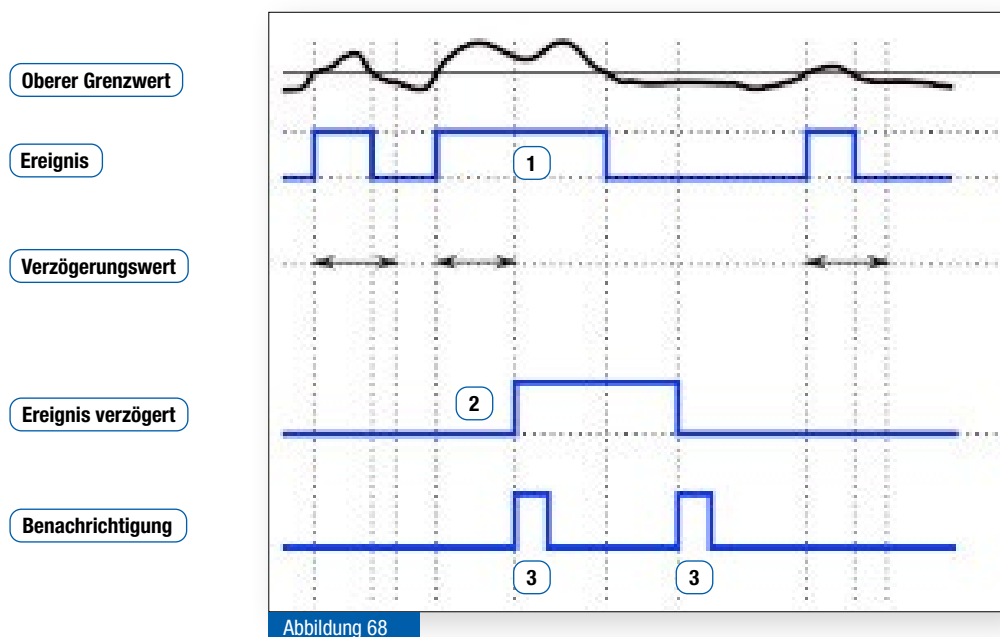 Oberer Grenzwert
Ereignis
1
Verzögerungswert
Ereignis verzögert
2
Benachrichtigung
3 3
Abbildung 68